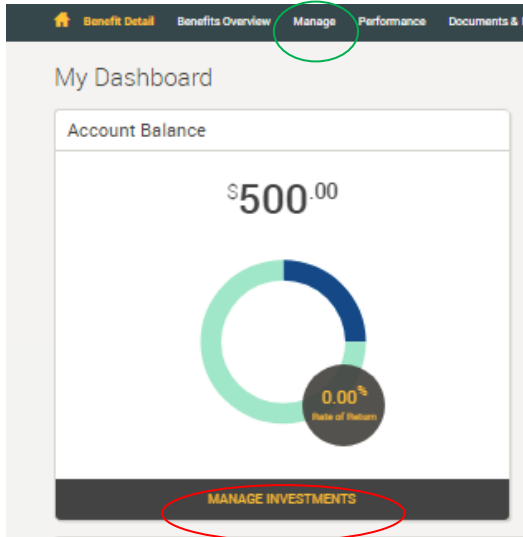 Benefit Detail Benefits Overview Manage Performance Documents &
My Dashboard
Account Balance
$500.00
0.00%
Rate of Return
MANAGE INVESTMENTS